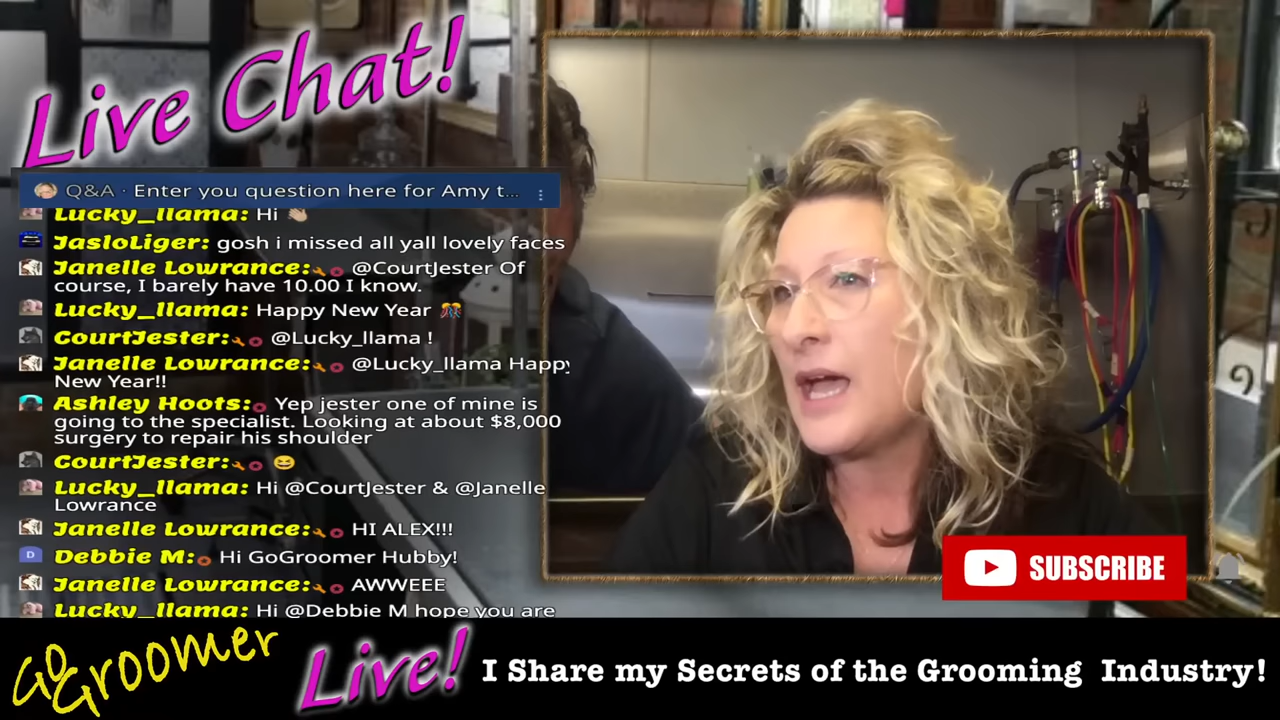 Live Chat!
Q&A · Enter you question here for Amy t...
Lucky_llama: Hi 👋🏼
JasloLiger: gosh i missed all yall lovely faces
Janelle Lowrance: @CourtJester Of
course, I barely have 10.00 I know.
Lucky_llama: Happy New Year 🎊
CourtJester: @Lucky_llama !
Janelle Lowrance: @Lucky_llama Happy
New Year!!
Ashley Hoots: Yep jester one of mine is
going to the specialist. Looking at about $8,000
surgery to repair his shoulder
CourtJester: 😆
Lucky_llama: Hi @CourtJester & @Janelle
Lowrance
Janelle Lowrance: HI ALEX!!!
D
Debbie M: Hi GoGroomer Hubby!
Janelle Lowrance: AWWEEE
Lucky_llama: Hi @Debbie M hope you are
SUBSCRIBE
GoGroomer Live! I Share my Secrets of the Grooming Industry!